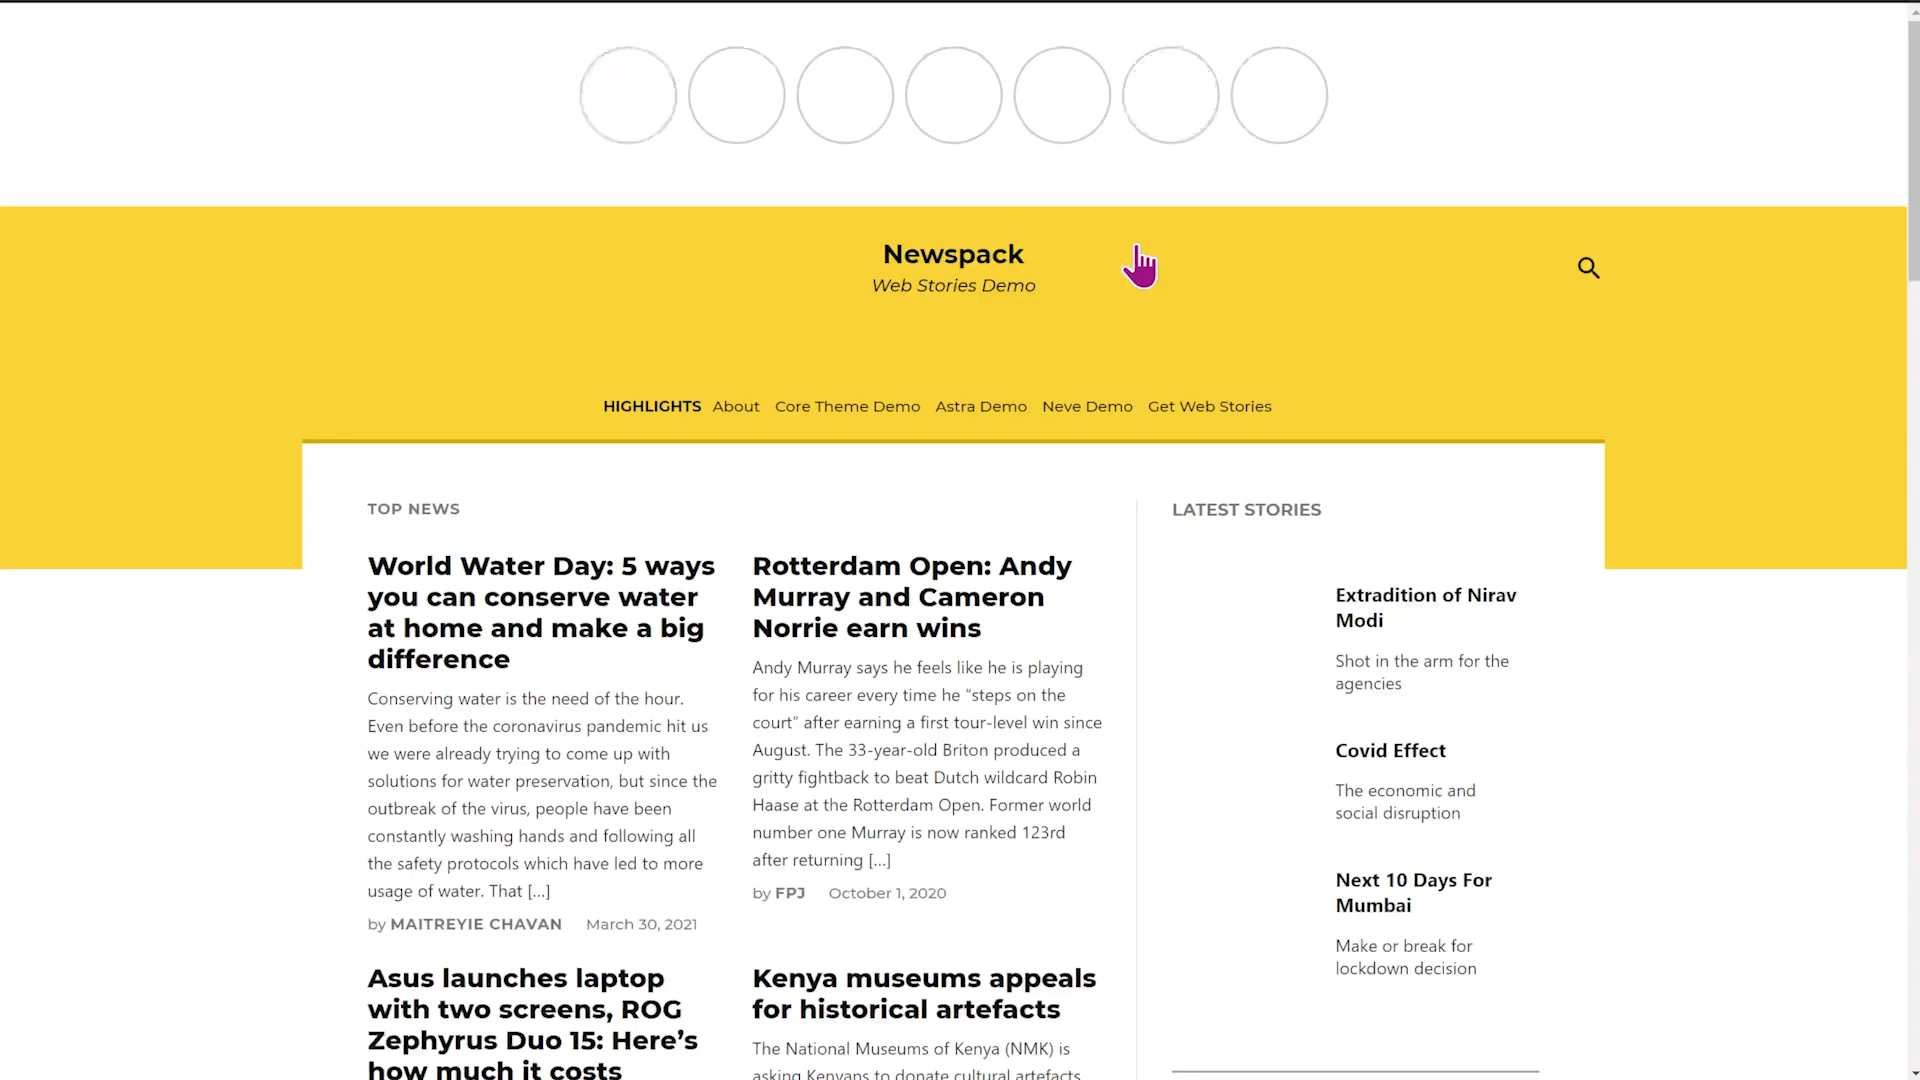 Newspack
Web Stories Demo
HIGHLIGHTS About Core Theme Demo Astra Demo Neve Demo Get Web Stories
TOP NEWS
World Water Day: 5 ways
you can conserve water
at home and make a big
difference
Conserving water is the need of the hour.
Even before the coronavirus pandemic hit us
we were already trying to come up with
solutions for water preservation, but since the
outbreak of the virus, people have been
constantly washing hands and following all
the safety protocols which have led to more
usage of water. That […]
by MAITREYIE CHAVAN March 30, 2021
Asus launches laptop
with two screens, ROG
Zephyrus Duo 15: Here’s
how much it costs
Rotterdam Open: Andy
Murray and Cameron
Norrie earn wins
Andy Murray says he feels like he is playing
for his career every time he “steps on the
court” after earning a first tour-level win since
August. The 33-year-old Briton produced a
gritty fightback to beat Dutch wildcard Robin
Haase at the Rotterdam Open. Former world
number one Murray is now ranked 123rd
after returning […]
by FPJ October 1, 2020
Kenya museums appeals
for historical artefacts
The National Museums of Kenya (NMK) is
asking Kenyans to donate cultural artefacts
LATEST STORIES
Extradition of Nirav
Modi
Shot in the arm for the
agencies
Covid Effect
The economic and
social disruption
Next 10 Days For
Mumbai
Make or break for
lockdown decision